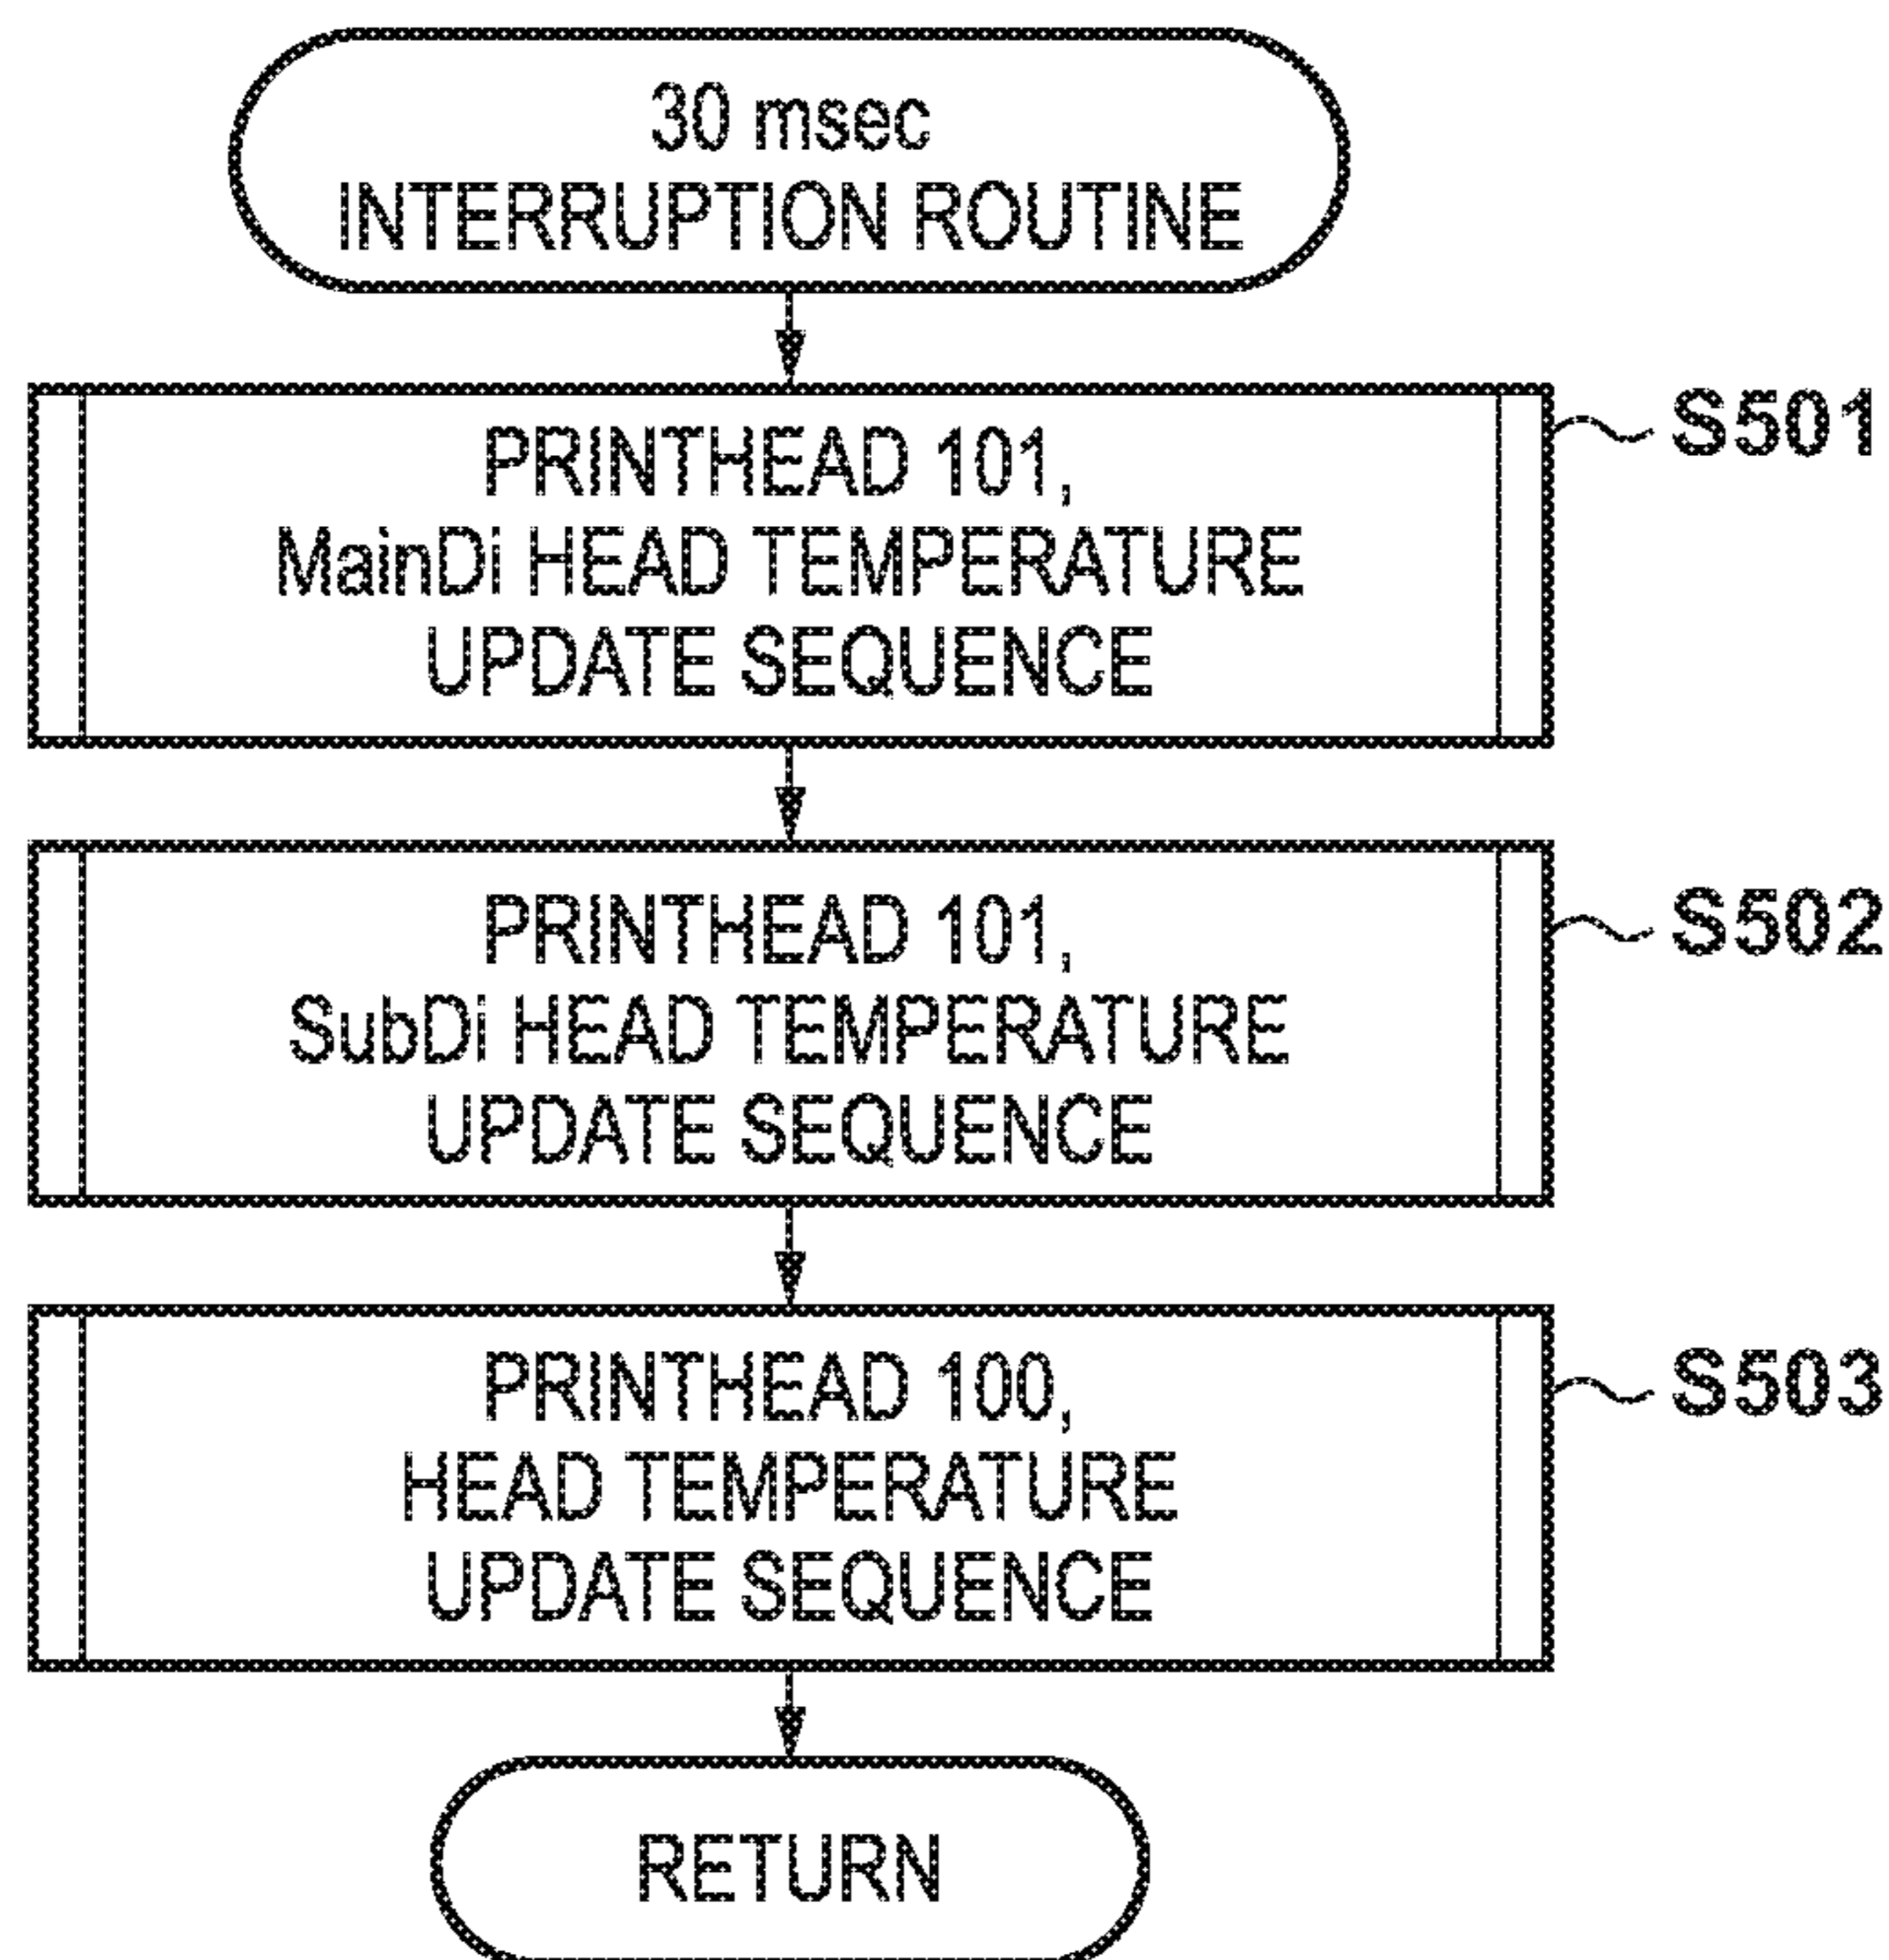 30 msec
INTERRUPTION ROUTINE
PRINTHEAD 101,
MainDi HEAD TEMPERATURE
UPDATE SEQUENCE
S501
PRINTHEAD 101,
SubDi HEAD TEMPERATURE
UPDATE SEQUENCE
S502
PRINTHEAD 100,
HEAD TEMPERATURE
UPDATE SEQUENCE
S503
RETURN